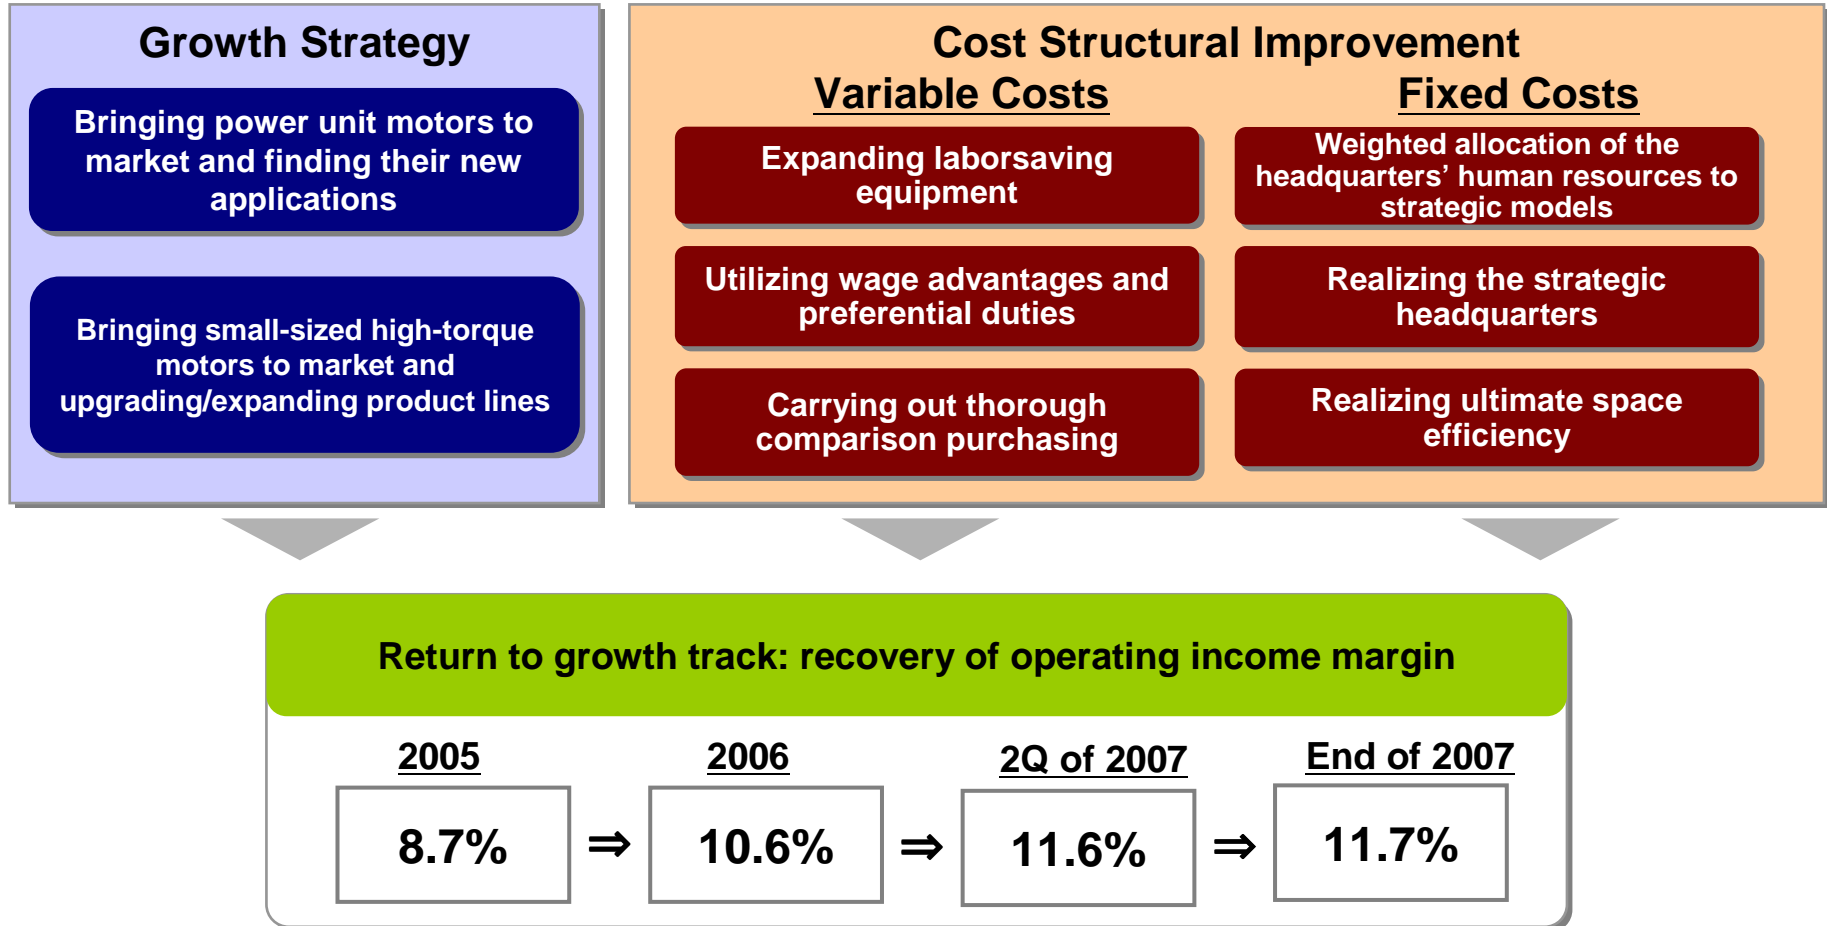 Growth Strategy
Bringing power unit motors to
market and finding their new
applications
Bringing small-sized high-torque
motors to market and
upgrading/expanding product lines
Cost Structural Improvement
Variable Costs
Expanding laborsaving
equipment
Utilizing wage advantages and
preferential duties
Carrying out thorough
comparison purchasing
Fixed Costs
Weighted allocation of the
headquarters’ human resources to
strategic models
Realizing the strategic
headquarters
Realizing ultimate space
efficiency
Return to growth track: recovery of operating income margin
2005
8.7%
⇒
2006
10.6%
⇒
2Q of 2007
11.6%
⇒
End of 2007
11.7%